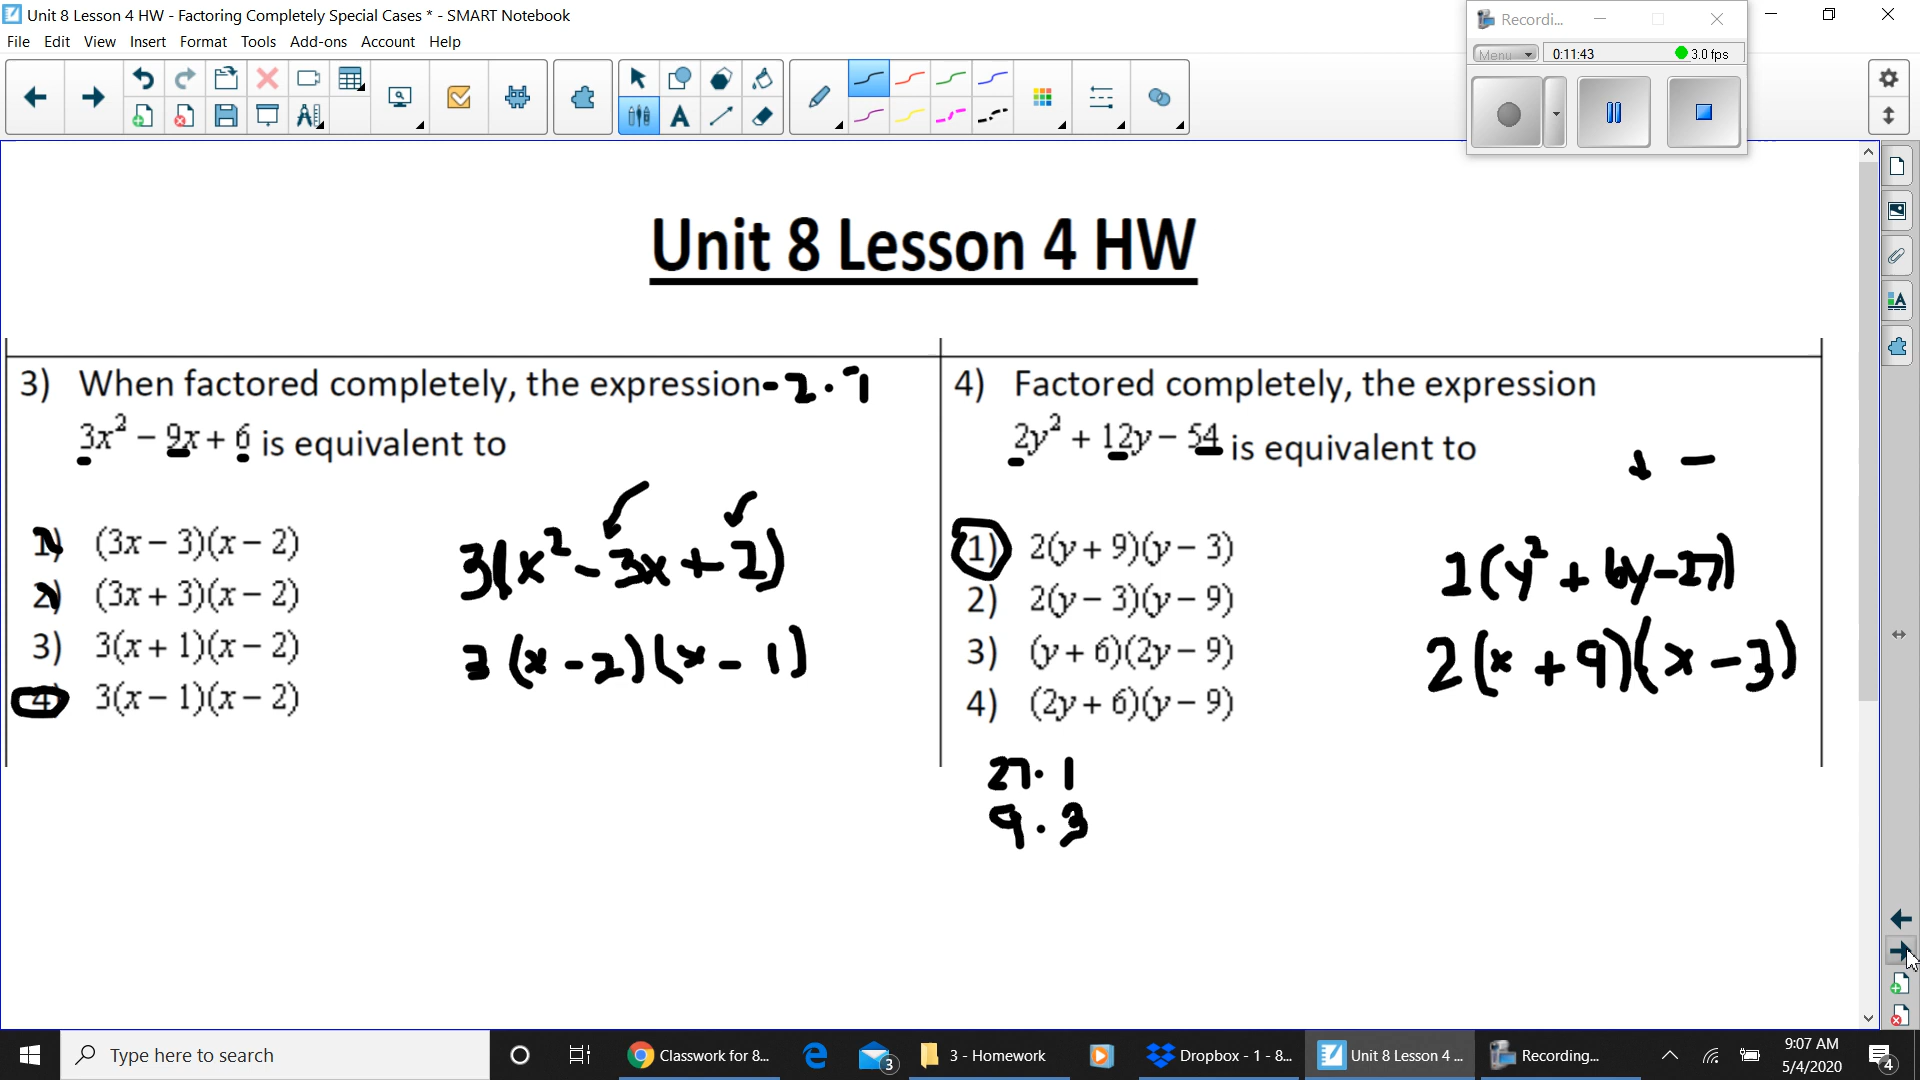 Unit 8 Lesson 4 HW - Factoring Completely Special Cases * - SMART Notebook
File Edit View Insert Format Tools Add-ons Account Help
Recordi...
Menu 0:11:43 3.0 fps
Unit 8 Lesson 4 HW
3) When factored completely, the expression -2 · 1
3x² − 9x + 6 is equivalent to
1) (3x − 3)(x − 2)
2) (3x + 3)(x − 2)
3) 3(x + 1)(x − 2)
4) 3(x − 1)(x − 2)
3(x² - 3x + 2)
3 (x - 2)(x - 1)
4) Factored completely, the expression
2y² + 12y − 54 is equivalent to
+ −
1) 2(y + 9)(y − 3)
2) 2(y − 3)(y − 9)
3) (y + 6)(2y − 9)
4) (2y + 6)(y − 9)
2(y² + 6y - 27)
2(x + 9)(x - 3)
27 · 1
9 · 3
Type here to search
Classwork for 8...
3
3 - Homework
Dropbox - 1 - 8...
Unit 8 Lesson 4 ...
Recording...
9:07 AM
5/4/2020
4